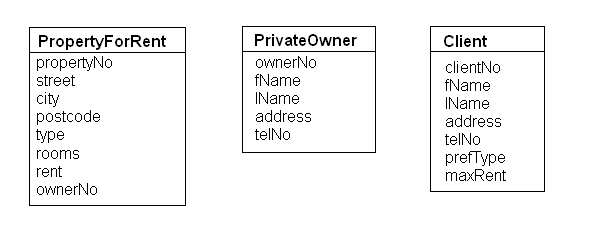 PropertyForRent
propertyNo
street
city
postcode
type
rooms
rent
ownerNo
PrivateOwner
ownerNo
fName
lName
address
telNo
Client
clientNo
fName
lName
address
telNo
prefType
maxRent